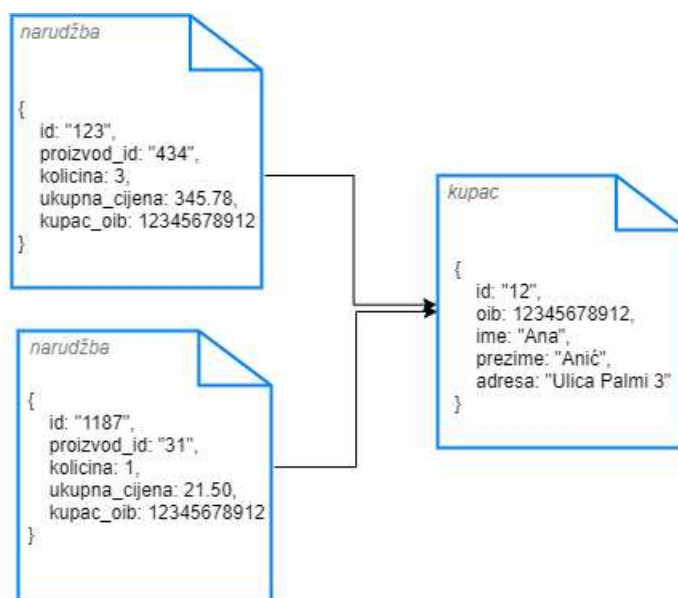 narudžba
{
id: "123",
proizvod_id: "434",
kolicina: 3,
ukupna_cijena: 345.78,
kupac_oib: 12345678912
}
narudžba
{
id: "1187",
proizvod_id: "31",
kolicina: 1,
ukupna_cijena: 21.50,
kupac_oib: 12345678912
}
kupac
{
id: "12",
oib: 12345678912,
ime: "Ana",
prezime: "Anić",
adresa: "Ulica Palmi 3"
}